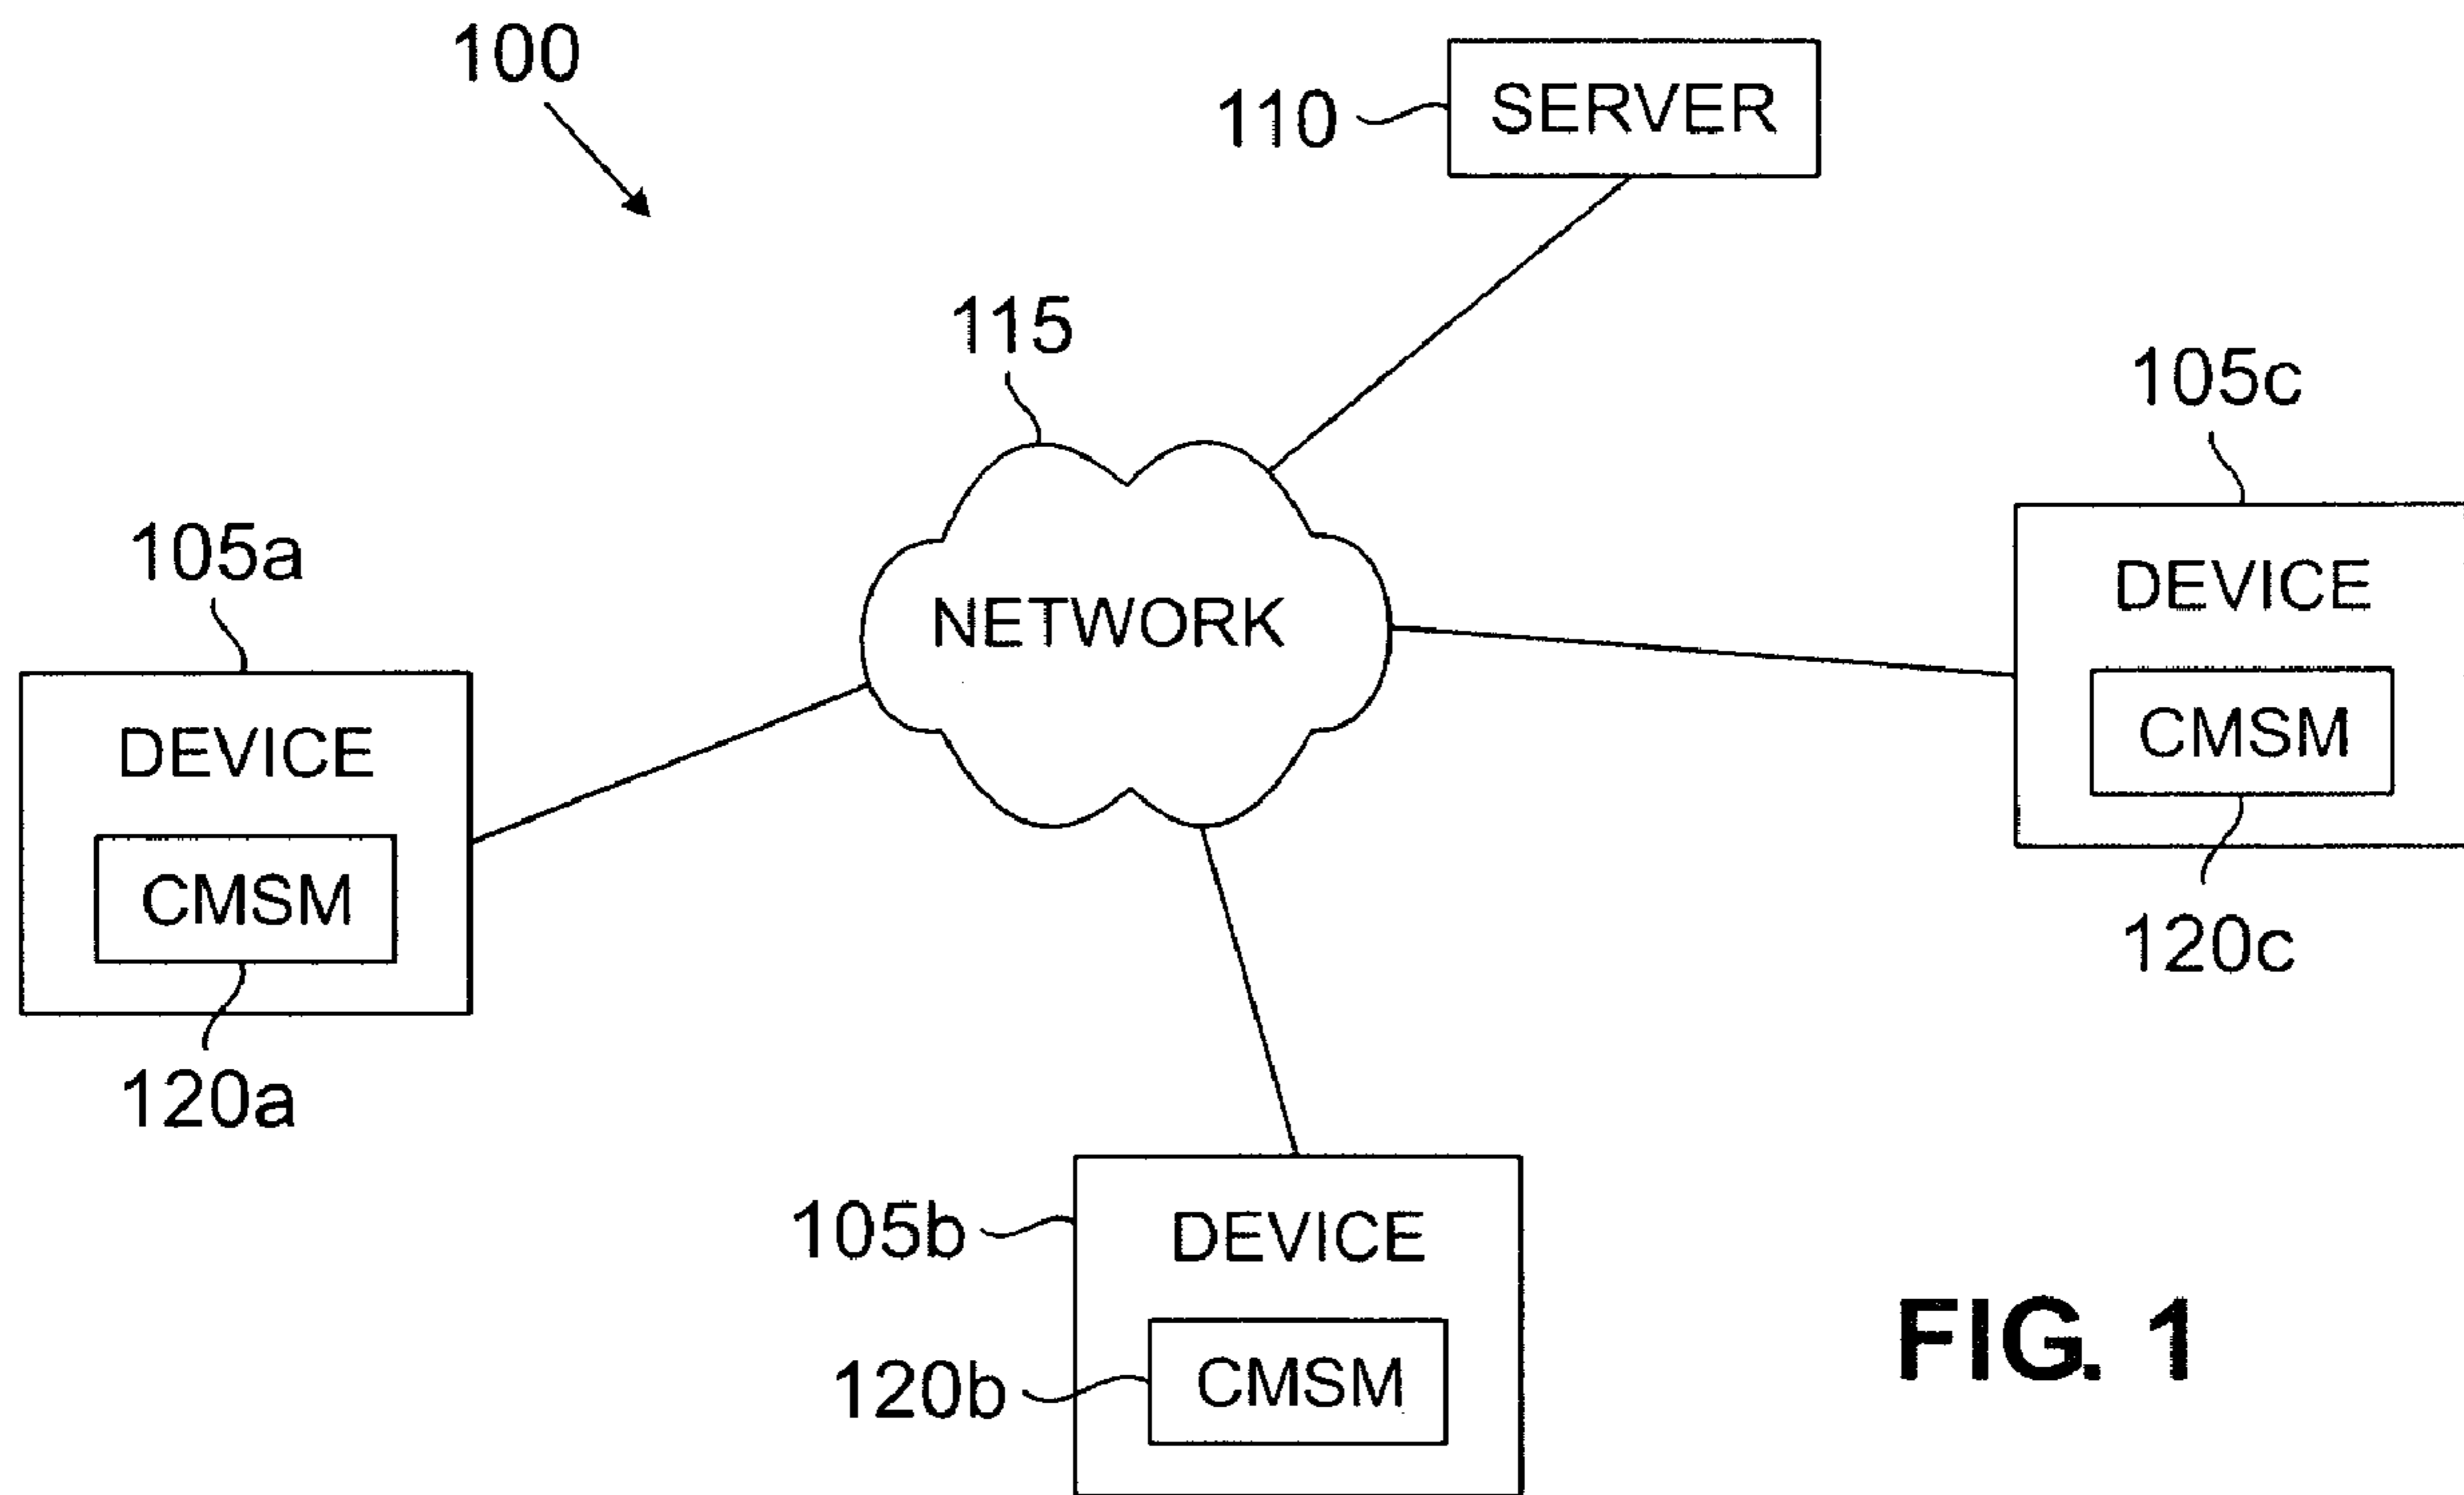 100
SERVER
110
115
105c
105a
DEVICE
NETWORK
DEVICE
CMSM
CMSM
120c
120a
105b
DEVICE
120b
CMSM
FIG. 1